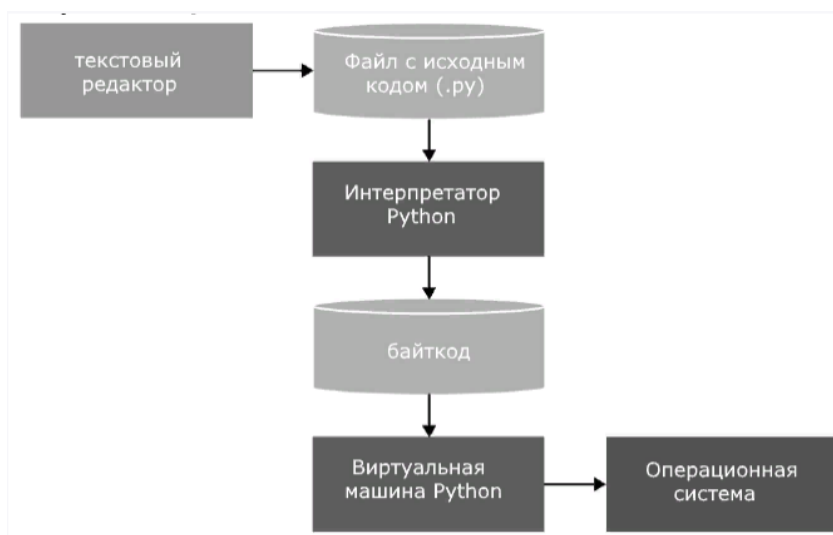 текстовый
редактор
Файл с исходным
кодом (.py)
Интерпретатор
Python
байткод
Виртуальная
машина Python
Операционная
система